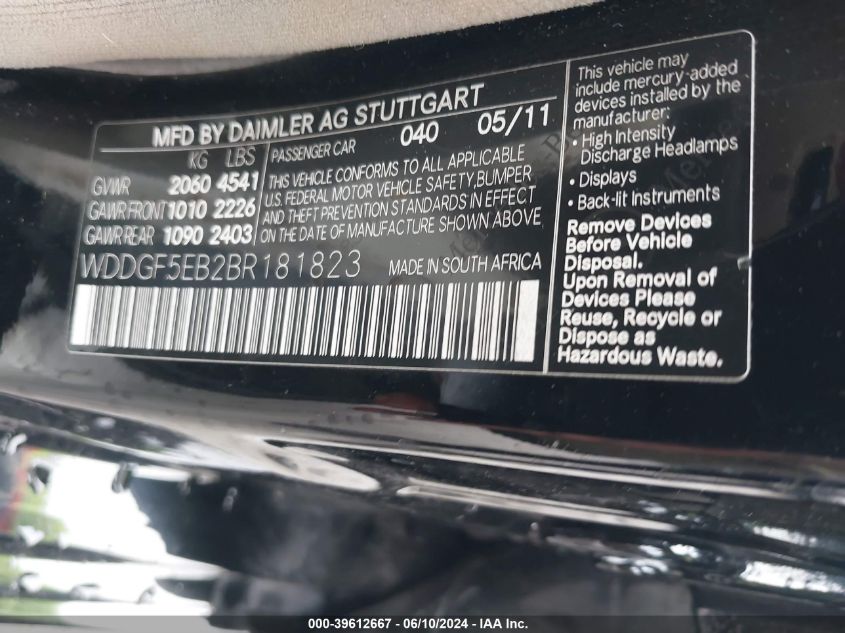 MFD BY DAIMLER AG STUTTGART
KG LBS
GVWR 2060 4541
GAWR FRONT 1010 2226
GAWR REAR 1090 2403
PASSENGER CAR 040 05/11
THIS VEHICLE CONFORMS TO ALL APPLICABLE
U.S. FEDERAL MOTOR VEHICLE SAFETY,BUMPER
AND THEFT PREVENTION STANDARDS IN EFFECT
ON THE DATE OF MANUFACTURE SHOWN ABOVE
WDDGF5EB2BR181823 MADE IN SOUTH AFRICA
This vehicle may
include mercury-added
devices installed by the
manufacturer:
• High Intensity
Discharge Headlamps
• Displays
• Back-lit Instruments
Remove Devices
Before Vehicle
Disposal.
Upon Removal of
Devices Please
Reuse, Recycle or
Dispose as
Hazardous Waste.
000-39612667 - 06/10/2024 - IAA Inc.